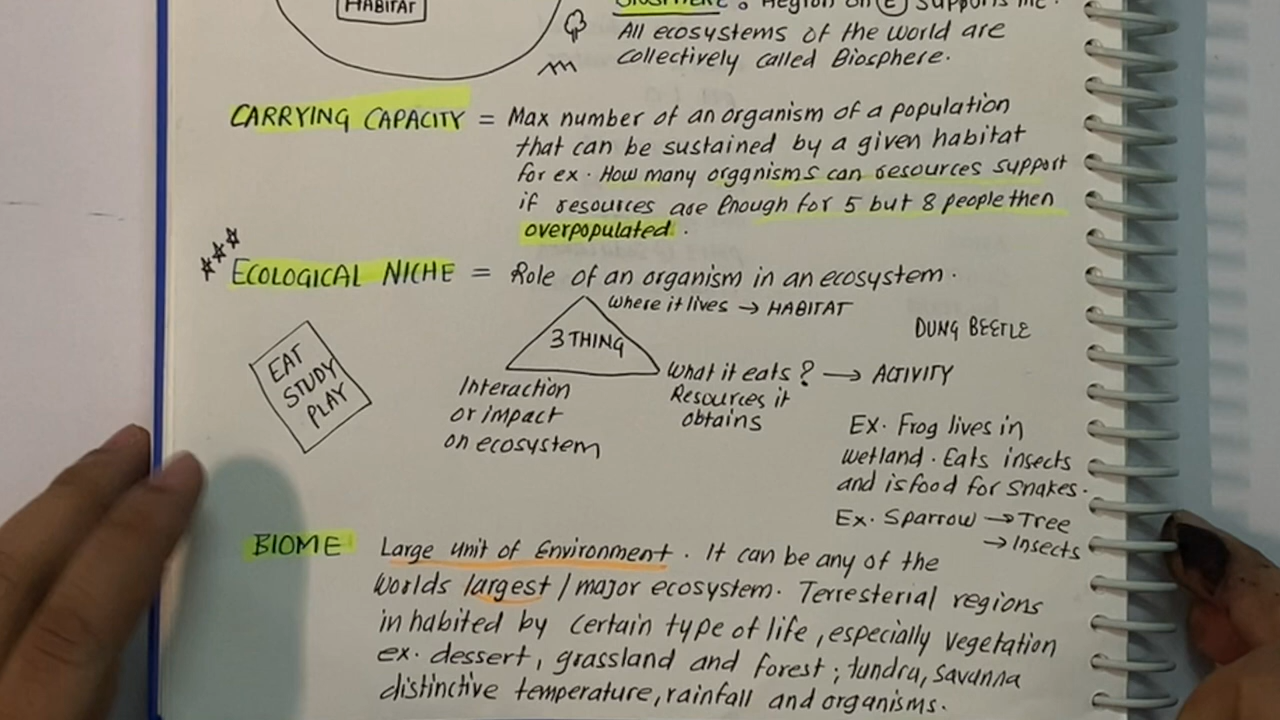 HABITAT
BIOSPHERE : Region on E supports life.
All ecosystems of the world are
collectively called Biosphere.
CARRYING CAPACITY = Max number of an organism of a population
that can be sustained by a given habitat
for ex. How many orggnisms can resources support
if resources are Enough for 5 but 8 people then
overpopulated.
ECOLOGICAL NICHE = Role of an organism in an ecosystem.
where it lives → HABITAT
3 THING
DUNG BEETLE
EAT
STUDY
PLAY
Interaction
or impact
on ecosystem
What it eats ? → ACTIVITY
Resources it
obtains
Ex. Frog lives in
wetland. Eats insects
and is food for snakes.
Ex. Sparrow → Tree
→ Insects
BIOME Large unit of Environment. It can be any of the
worlds largest / major ecosystem. Terresterial regions
inhabited by certain type of life, especially vegetation
ex. dessert, grassland and forest ; tundra, savanna
distinctive temperature, rainfall and organisms.